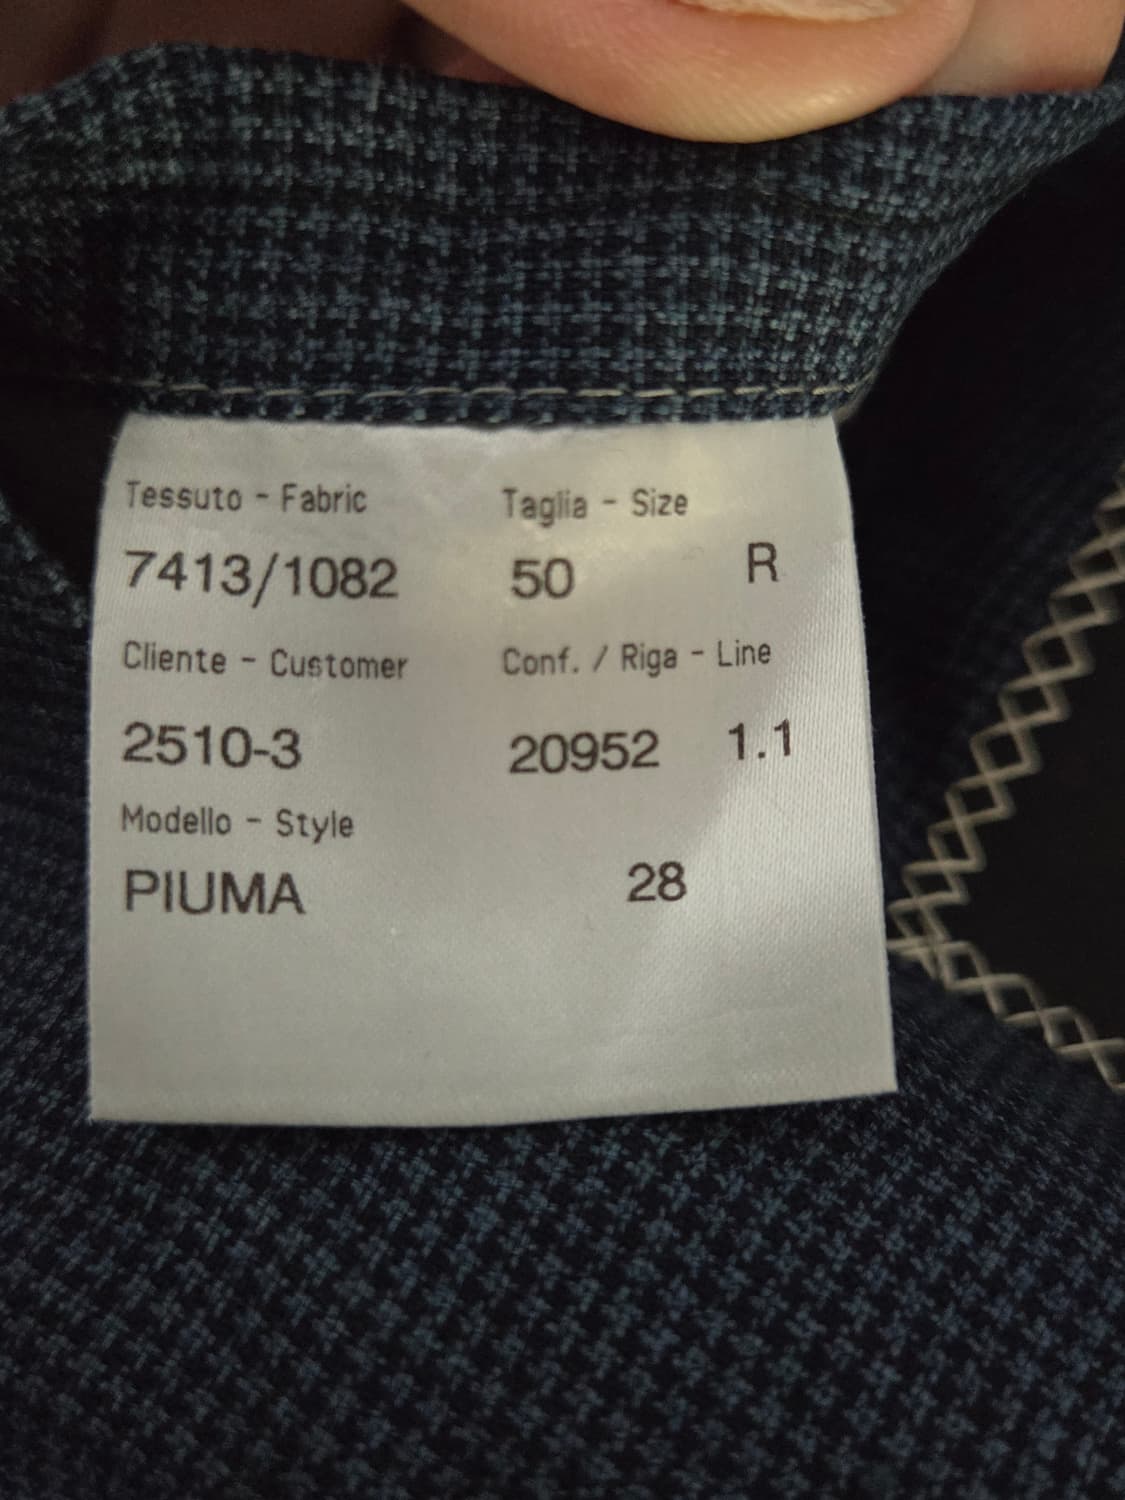 Tessuto - Fabric Taglia - Size
7413/1082 50 R
Cliente - Customer Conf. / Riga - Line
2510-3 20952 1.1
Modello - Style
PIUMA 28